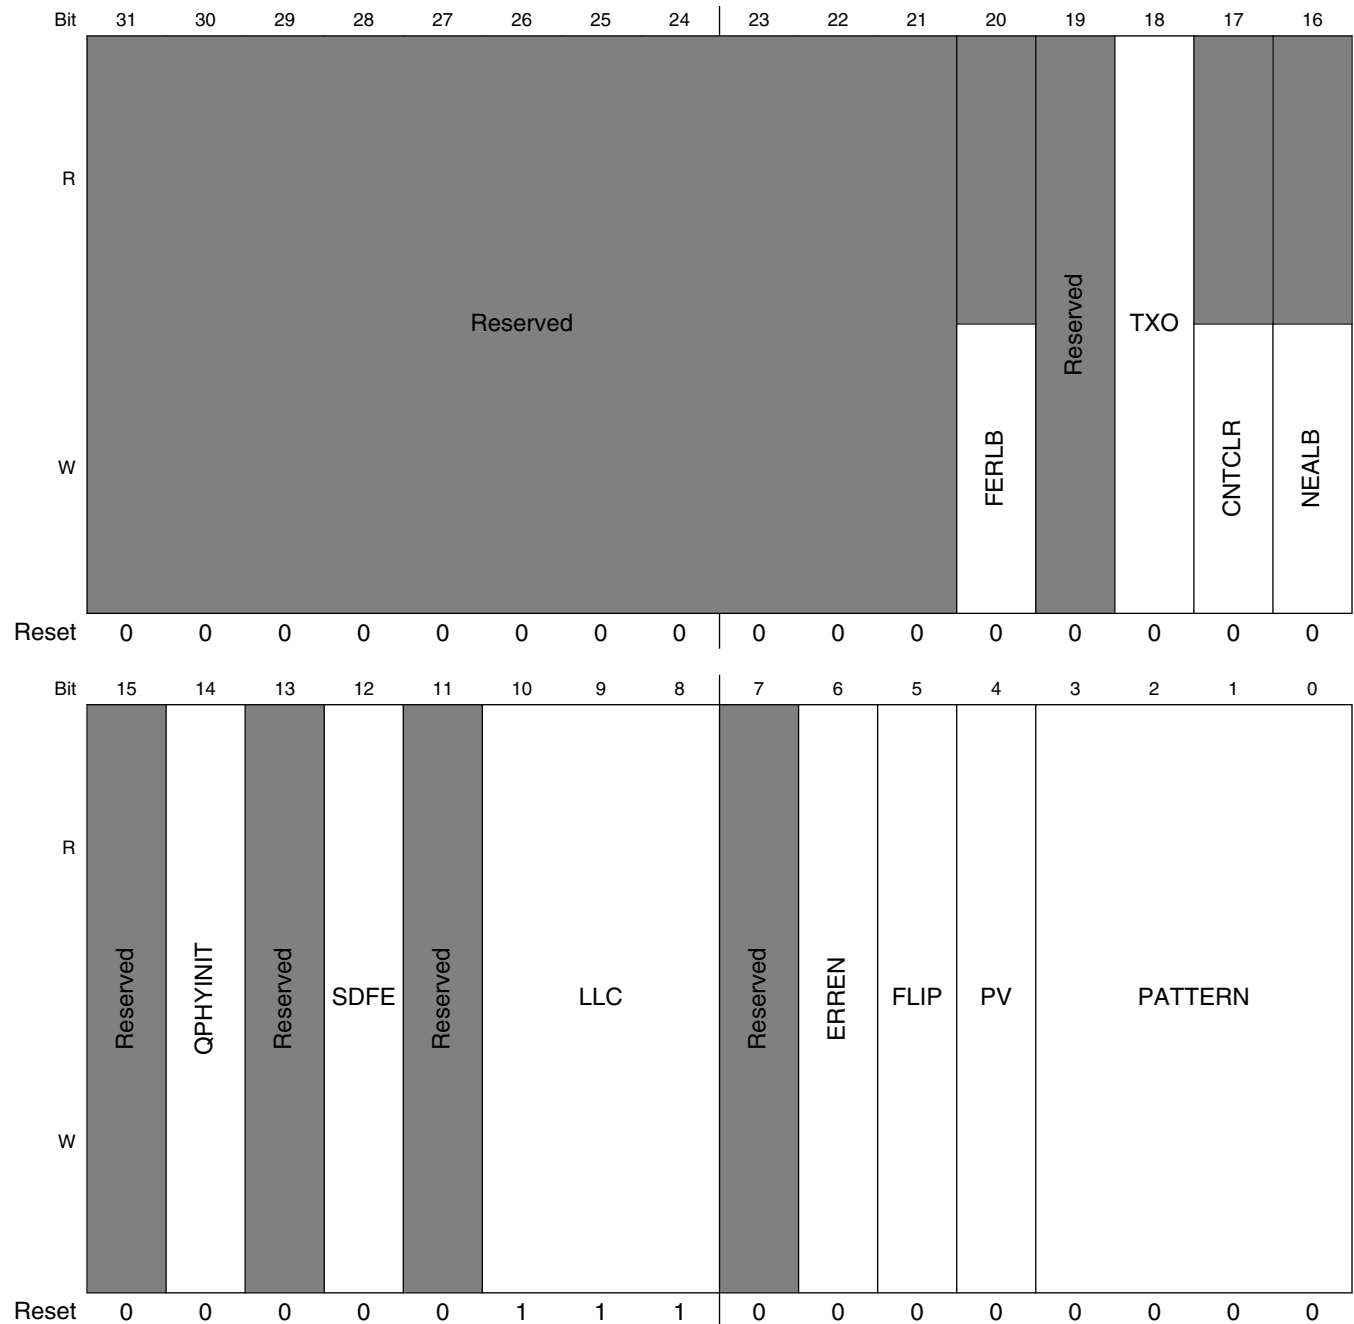 Bit 31 30 29 28 27 26 25 24 23 22 21 20 19 18 17 16
R
Reserved Reserved TXO
W FERLB CNTCLR NEALB
Reset 0 0 0 0 0 0 0 0 0 0 0 0 0 0 0 0
Bit 15 14 13 12 11 10 9 8 7 6 5 4 3 2 1 0
R
Reserved QPHYINIT Reserved SDFE Reserved LLC Reserved ERREN FLIP PV PATTERN
W
Reset 0 0 0 0 0 1 1 1 0 0 0 0 0 0 0 0